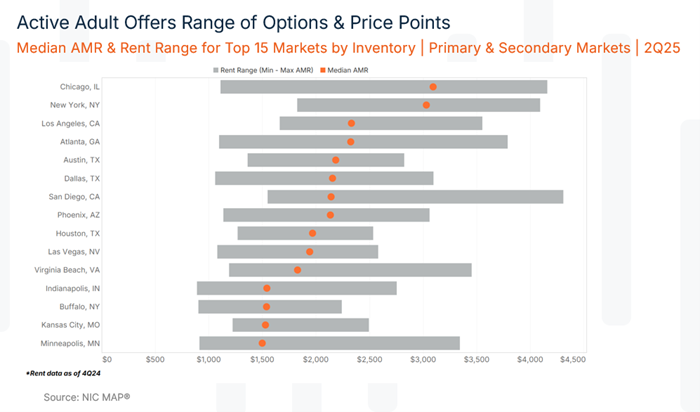 Active Adult Offers Range of Options & Price Points
Median AMR & Rent Range for Top 15 Markets by Inventory | Primary & Secondary Markets | 2Q25
Rent Range (Min - Max AMR) Median AMR
Chicago, IL
New York, NY
Los Angeles, CA
Atlanta, GA
Austin, TX
Dallas, TX
San Diego, CA
Phoenix, AZ
Houston, TX
Las Vegas, NV
Virginia Beach, VA
Indianapolis, IN
Buffalo, NY
Kansas City, MO
Minneapolis, MN
$0 $500 $1,000 $1,500 $2,000 $2,500 $3,000 $3,500 $4,000 $4,500
*Rent data as of 4Q24
Source: NIC MAP®